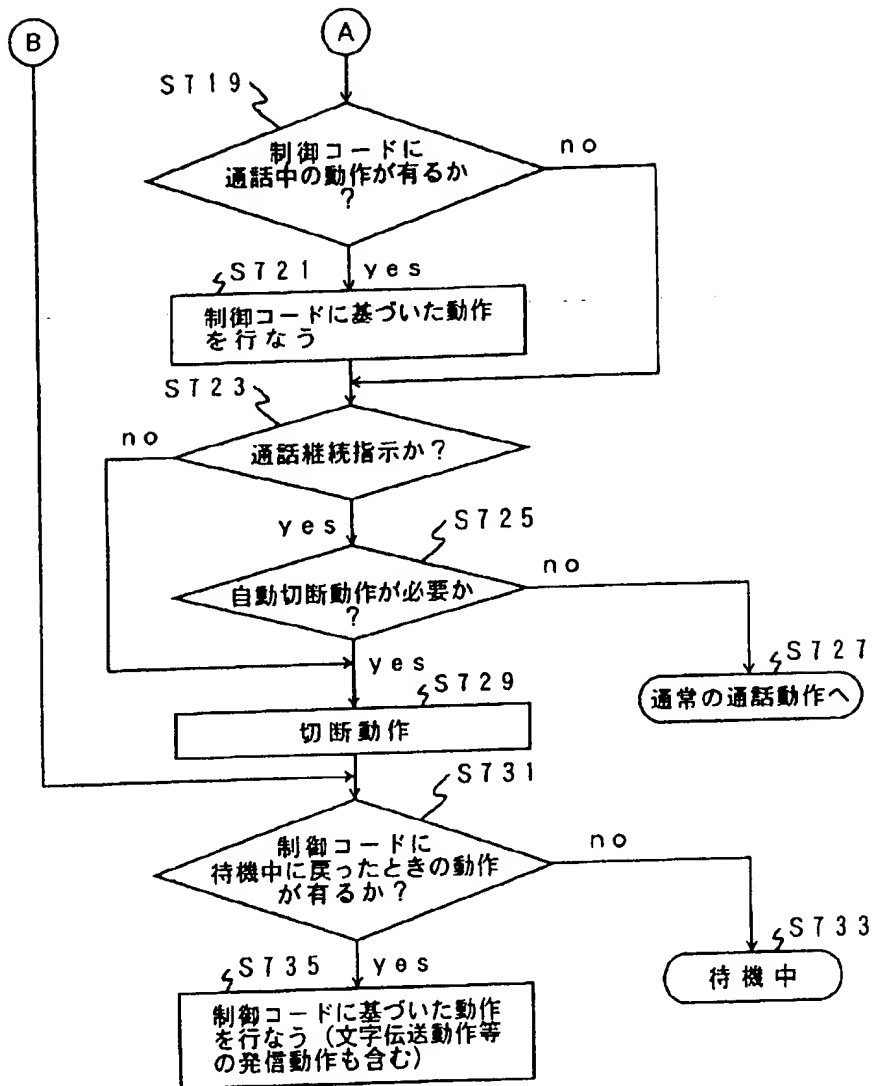 B
A
S719
制御コードに
通話中の動作が有るか
?
no
S721
yes
制御コードに基づいた動作
を行なう
S723
no
通話継続指示か?
yes
S725
no
自動切断動作が必要か
?
yes
S727
通常の通話動作へ
S729
切断動作
S731
制御コードに
待機中に戻ったときの動作
が有るか?
no
S733
待機中
S735
yes
制御コードに基づいた動作
を行なう(文字伝送動作等
の発信動作も含む)